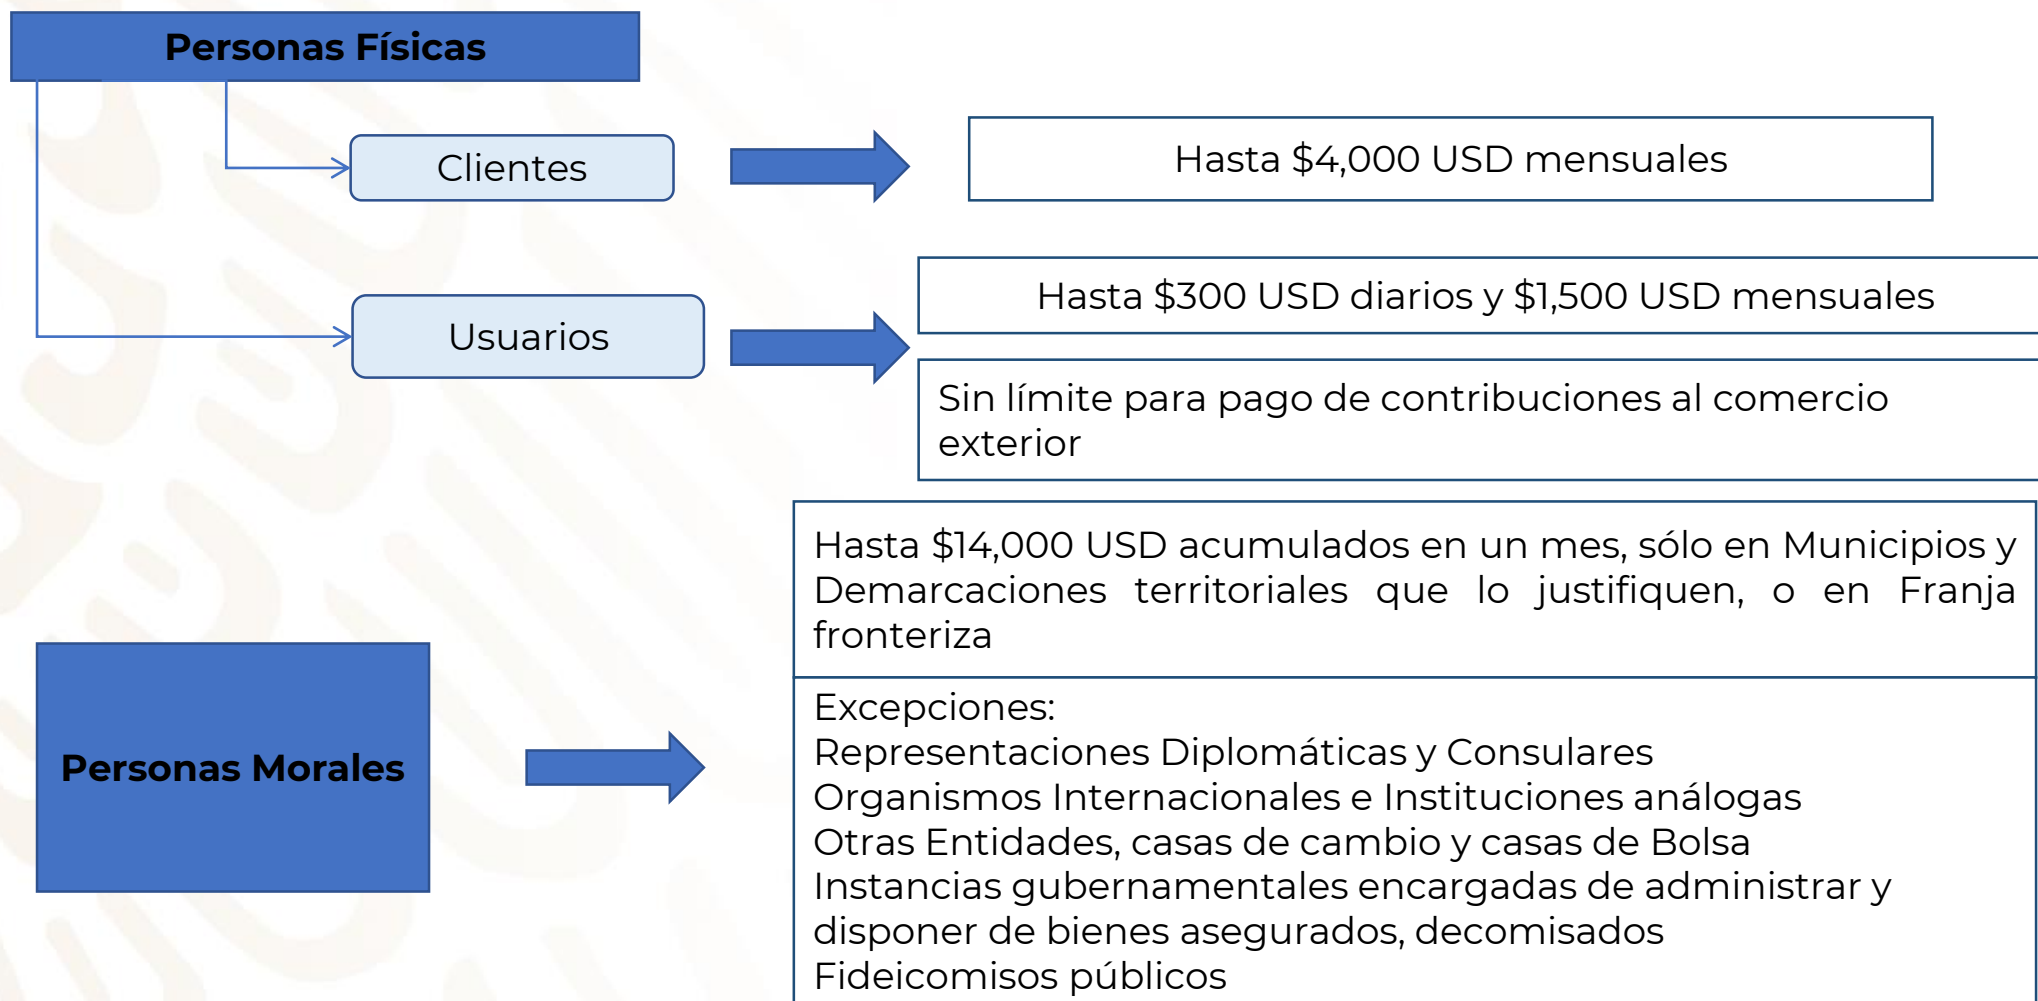 Personas Físicas
Clientes
Hasta $4,000 USD mensuales
Usuarios
Hasta $300 USD diarios y $1,500 USD mensuales
Sin límite para pago de contribuciones al comercio
exterior
Personas Morales
Hasta $14,000 USD acumulados en un mes, sólo en Municipios y
Demarcaciones territoriales que lo justifiquen, o en Franja
fronteriza
Excepciones:
Representaciones Diplomáticas y Consulares
Organismos Internacionales e Instituciones análogas
Otras Entidades, casas de cambio y casas de Bolsa
Instancias gubernamentales encargadas de administrar y
disponer de bienes asegurados, decomisados
Fideicomisos públicos